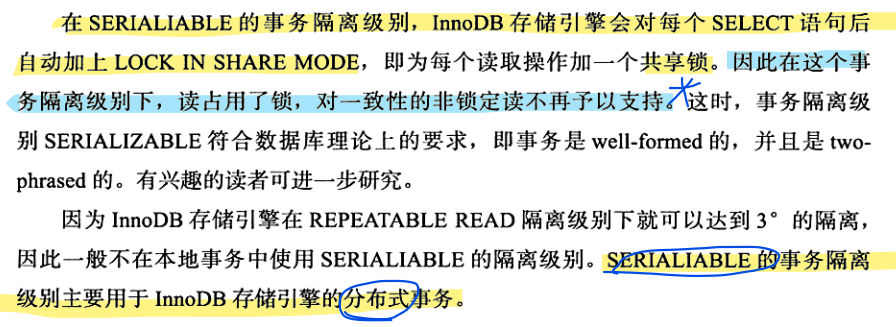 在 SERIALIABLE 的事务隔离级别，InnoDB 存储引擎会对每个 SELECT 语句后
自动加上 LOCK IN SHARE MODE，即为每个读取操作加一个共享锁。因此在这个事
务隔离级别下，读占用了锁，对一致性的非锁定读不再予以支持。这时，事务隔离级
别 SERIALIZABLE 符合数据库理论上的要求，即事务是 well-formed 的，并且是 two-
phrased 的。有兴趣的读者可进一步研究。
因为 InnoDB 存储引擎在 REPEATABLE READ 隔离级别下就可以达到 3° 的隔离，
因此一般不在本地事务中使用 SERIALIABLE 的隔离级别。SERIALIABLE 的事务隔离
级别主要用于 InnoDB 存储引擎的分布式事务。